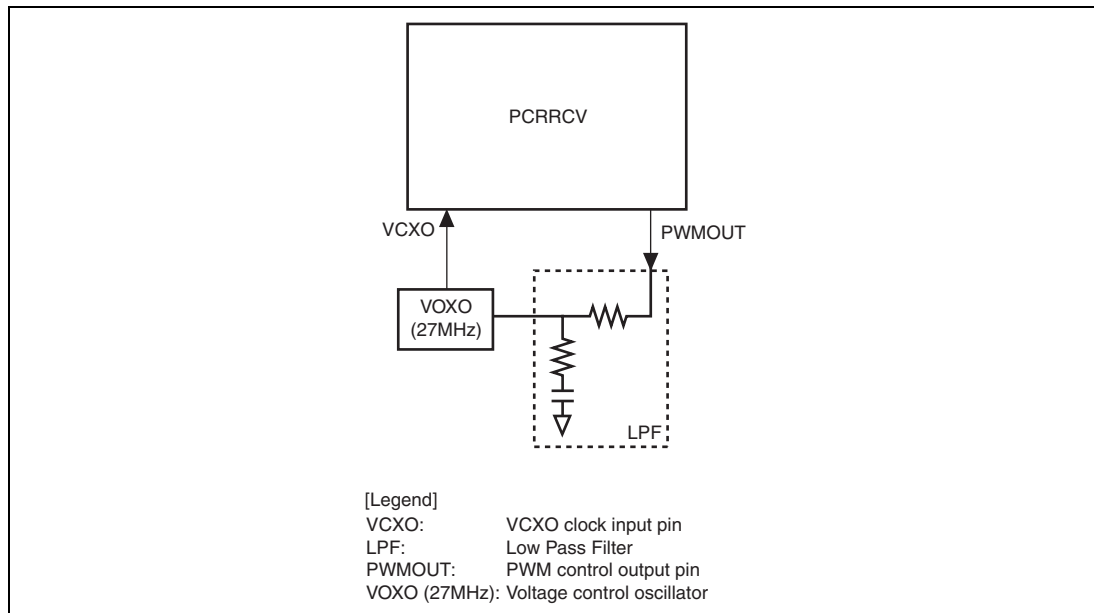 PCRRCV
VCXO
PWMOUT
VOXO
(27MHz)
LPF
[Legend]
VCXO: VCXO clock input pin
LPF: Low Pass Filter
PWMOUT: PWM control output pin
VOXO (27MHz): Voltage control oscillator